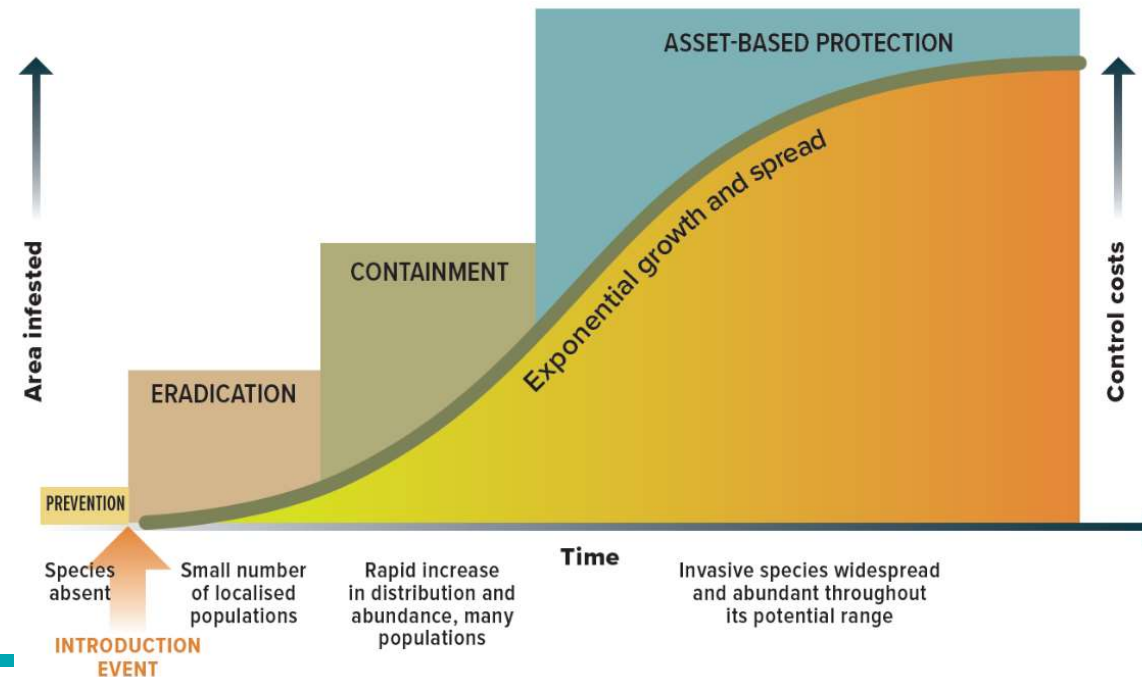 ASSET-BASED PROTECTION
Area infested
Control costs
Exponential growth and spread
CONTAINMENT
ERADICATION
PREVENTION
Time
Species
absent
Small number
of localised
populations
Rapid increase
in distribution and
abundance, many
populations
Invasive species widespread
and abundant throughout
its potential range
INTRODUCTION
EVENT